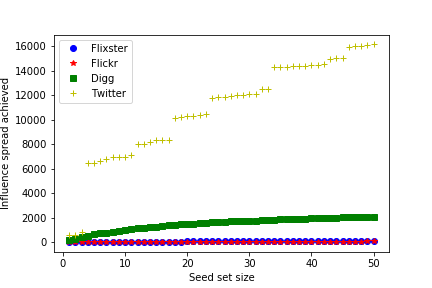 Flixster
Flickr
Digg
Twitter
16000
14000
12000
10000
8000
6000
4000
2000
0
Influence spread achieved
0 10 20 30 40 50
Seed set size